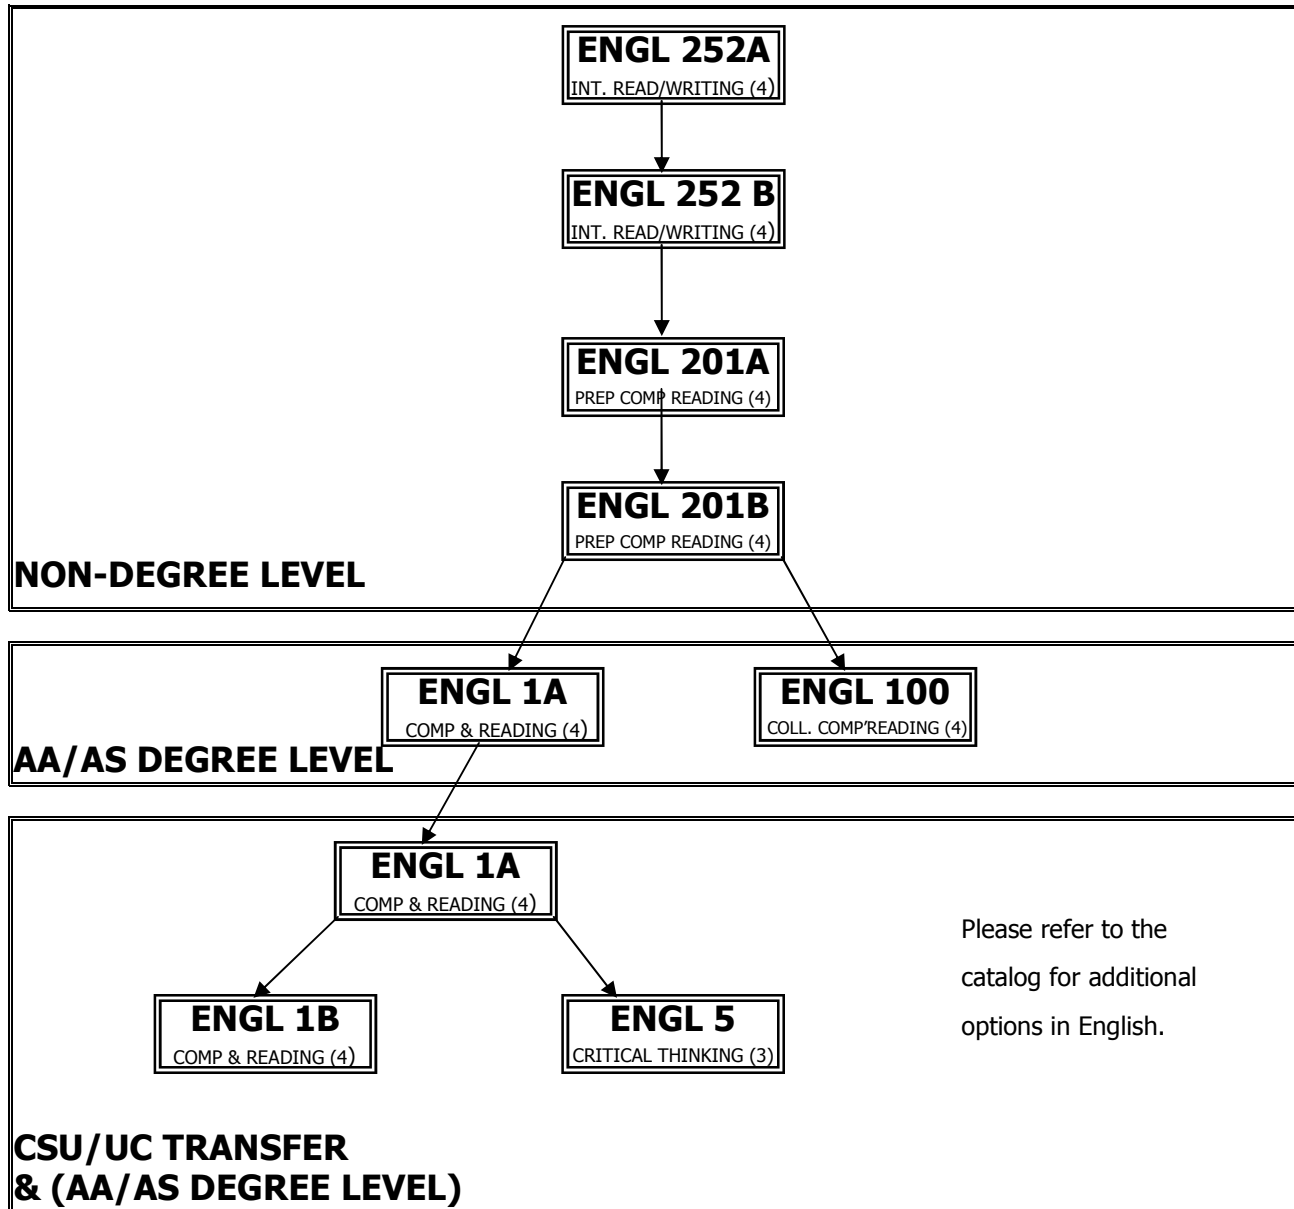 ENGL 252A
INT. READ/WRITING (4)
ENGL 252 B
INT. READ/WRITING (4)
ENGL 201A
PREP COMP READING (4)
ENGL 201B
PREP COMP READING (4)
NON-DEGREE LEVEL
ENGL 1A
COMP & READING (4)
ENGL 100
COLL. COMP'READING (4)
AA/AS DEGREE LEVEL
ENGL 1A
COMP & READING (4)
Please refer to the
catalog for additional
options in English.
ENGL 1B
COMP & READING (4)
ENGL 5
CRITICAL THINKING (3)
CSU/UC TRANSFER
& (AA/AS DEGREE LEVEL)